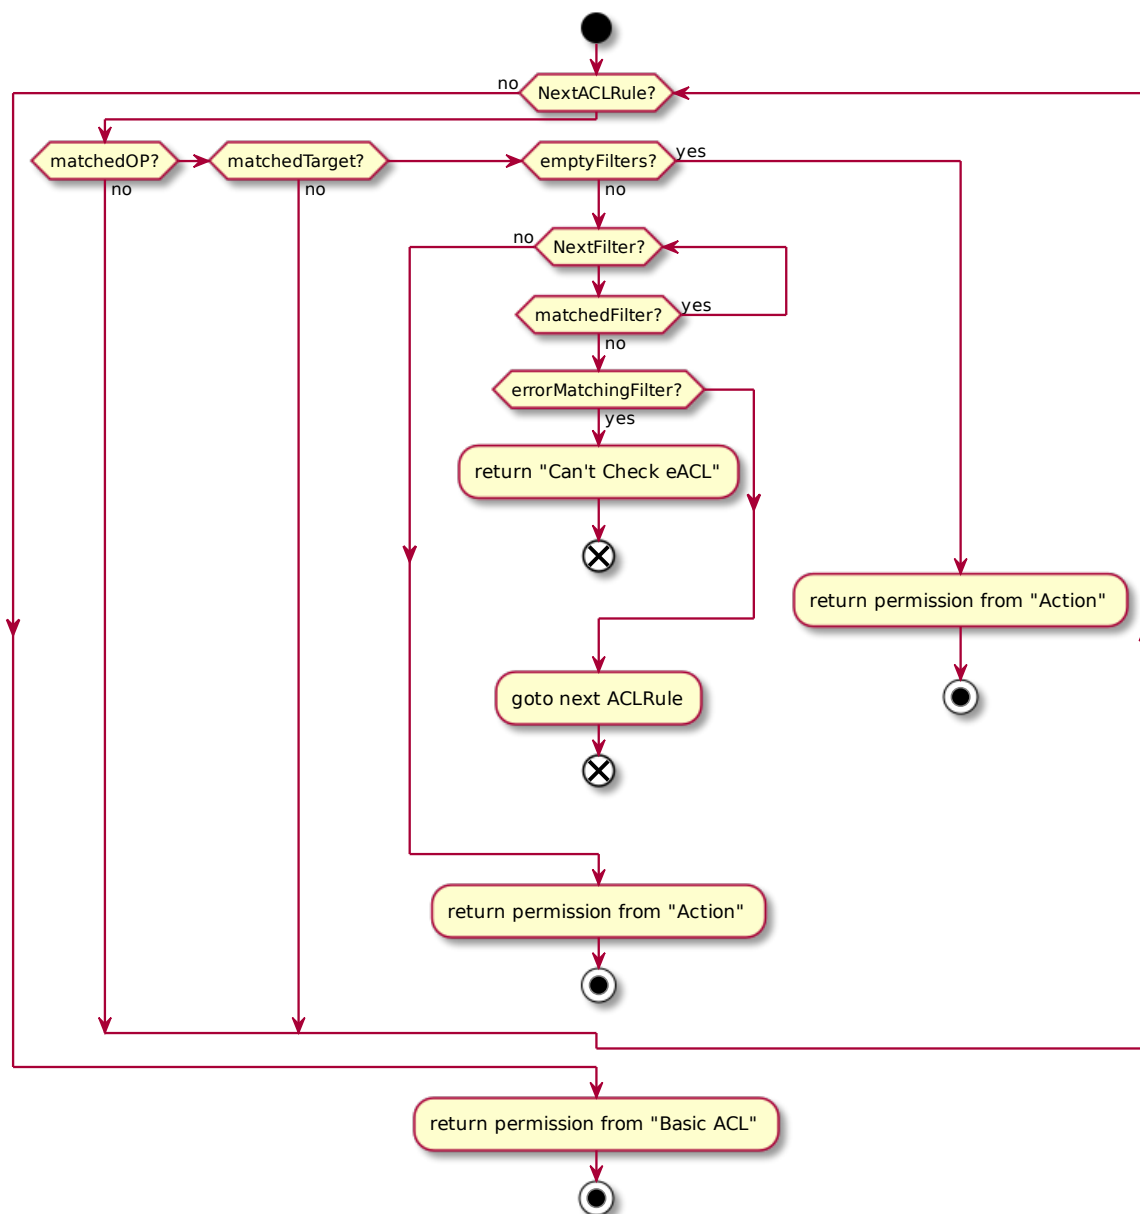 no
NextACLRule?
matchedOP?
matchedTarget?
emptyFilters?
yes
no
no
no
no
NextFilter?
matchedFilter?
yes
no
errorMatchingFilter?
yes
return "Can't Check eACL"
return permission from "Action"
goto next ACLRule
return permission from "Action"
return permission from "Basic ACL"